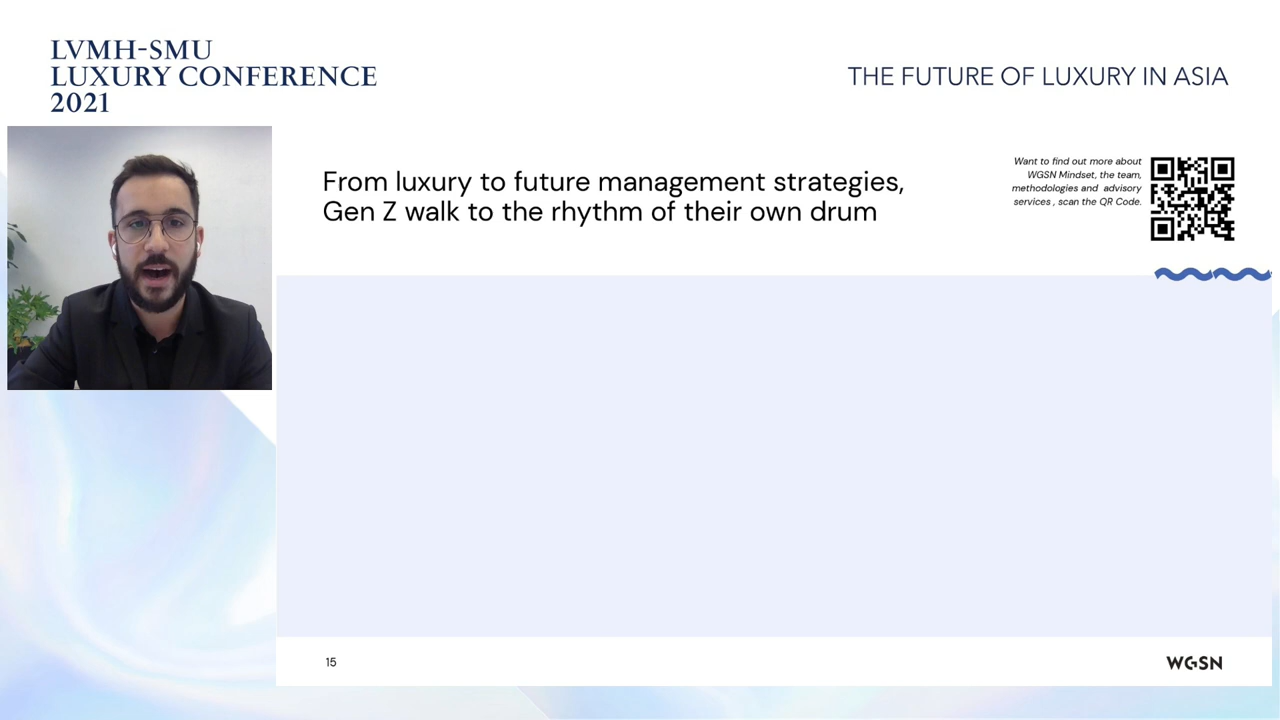 LVMH-SMU
LUXURY CONFERENCE
2021
THE FUTURE OF LUXURY IN ASIA
From luxury to future management strategies,
Gen Z walk to the rhythm of their own drum
Want to find out more about
WGSN Mindset, the team,
methodologies and advisory
services , scan the QR Code.
15
WGSN